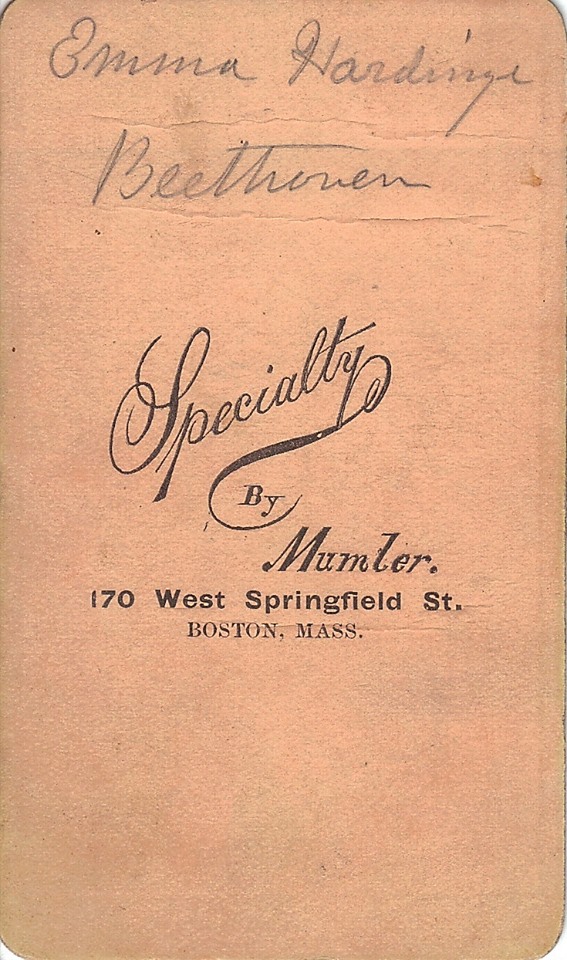 Emma Hardinge
Beethoven
Specialty
By
Mumler.
170 West Springfield St.
BOSTON, MASS.